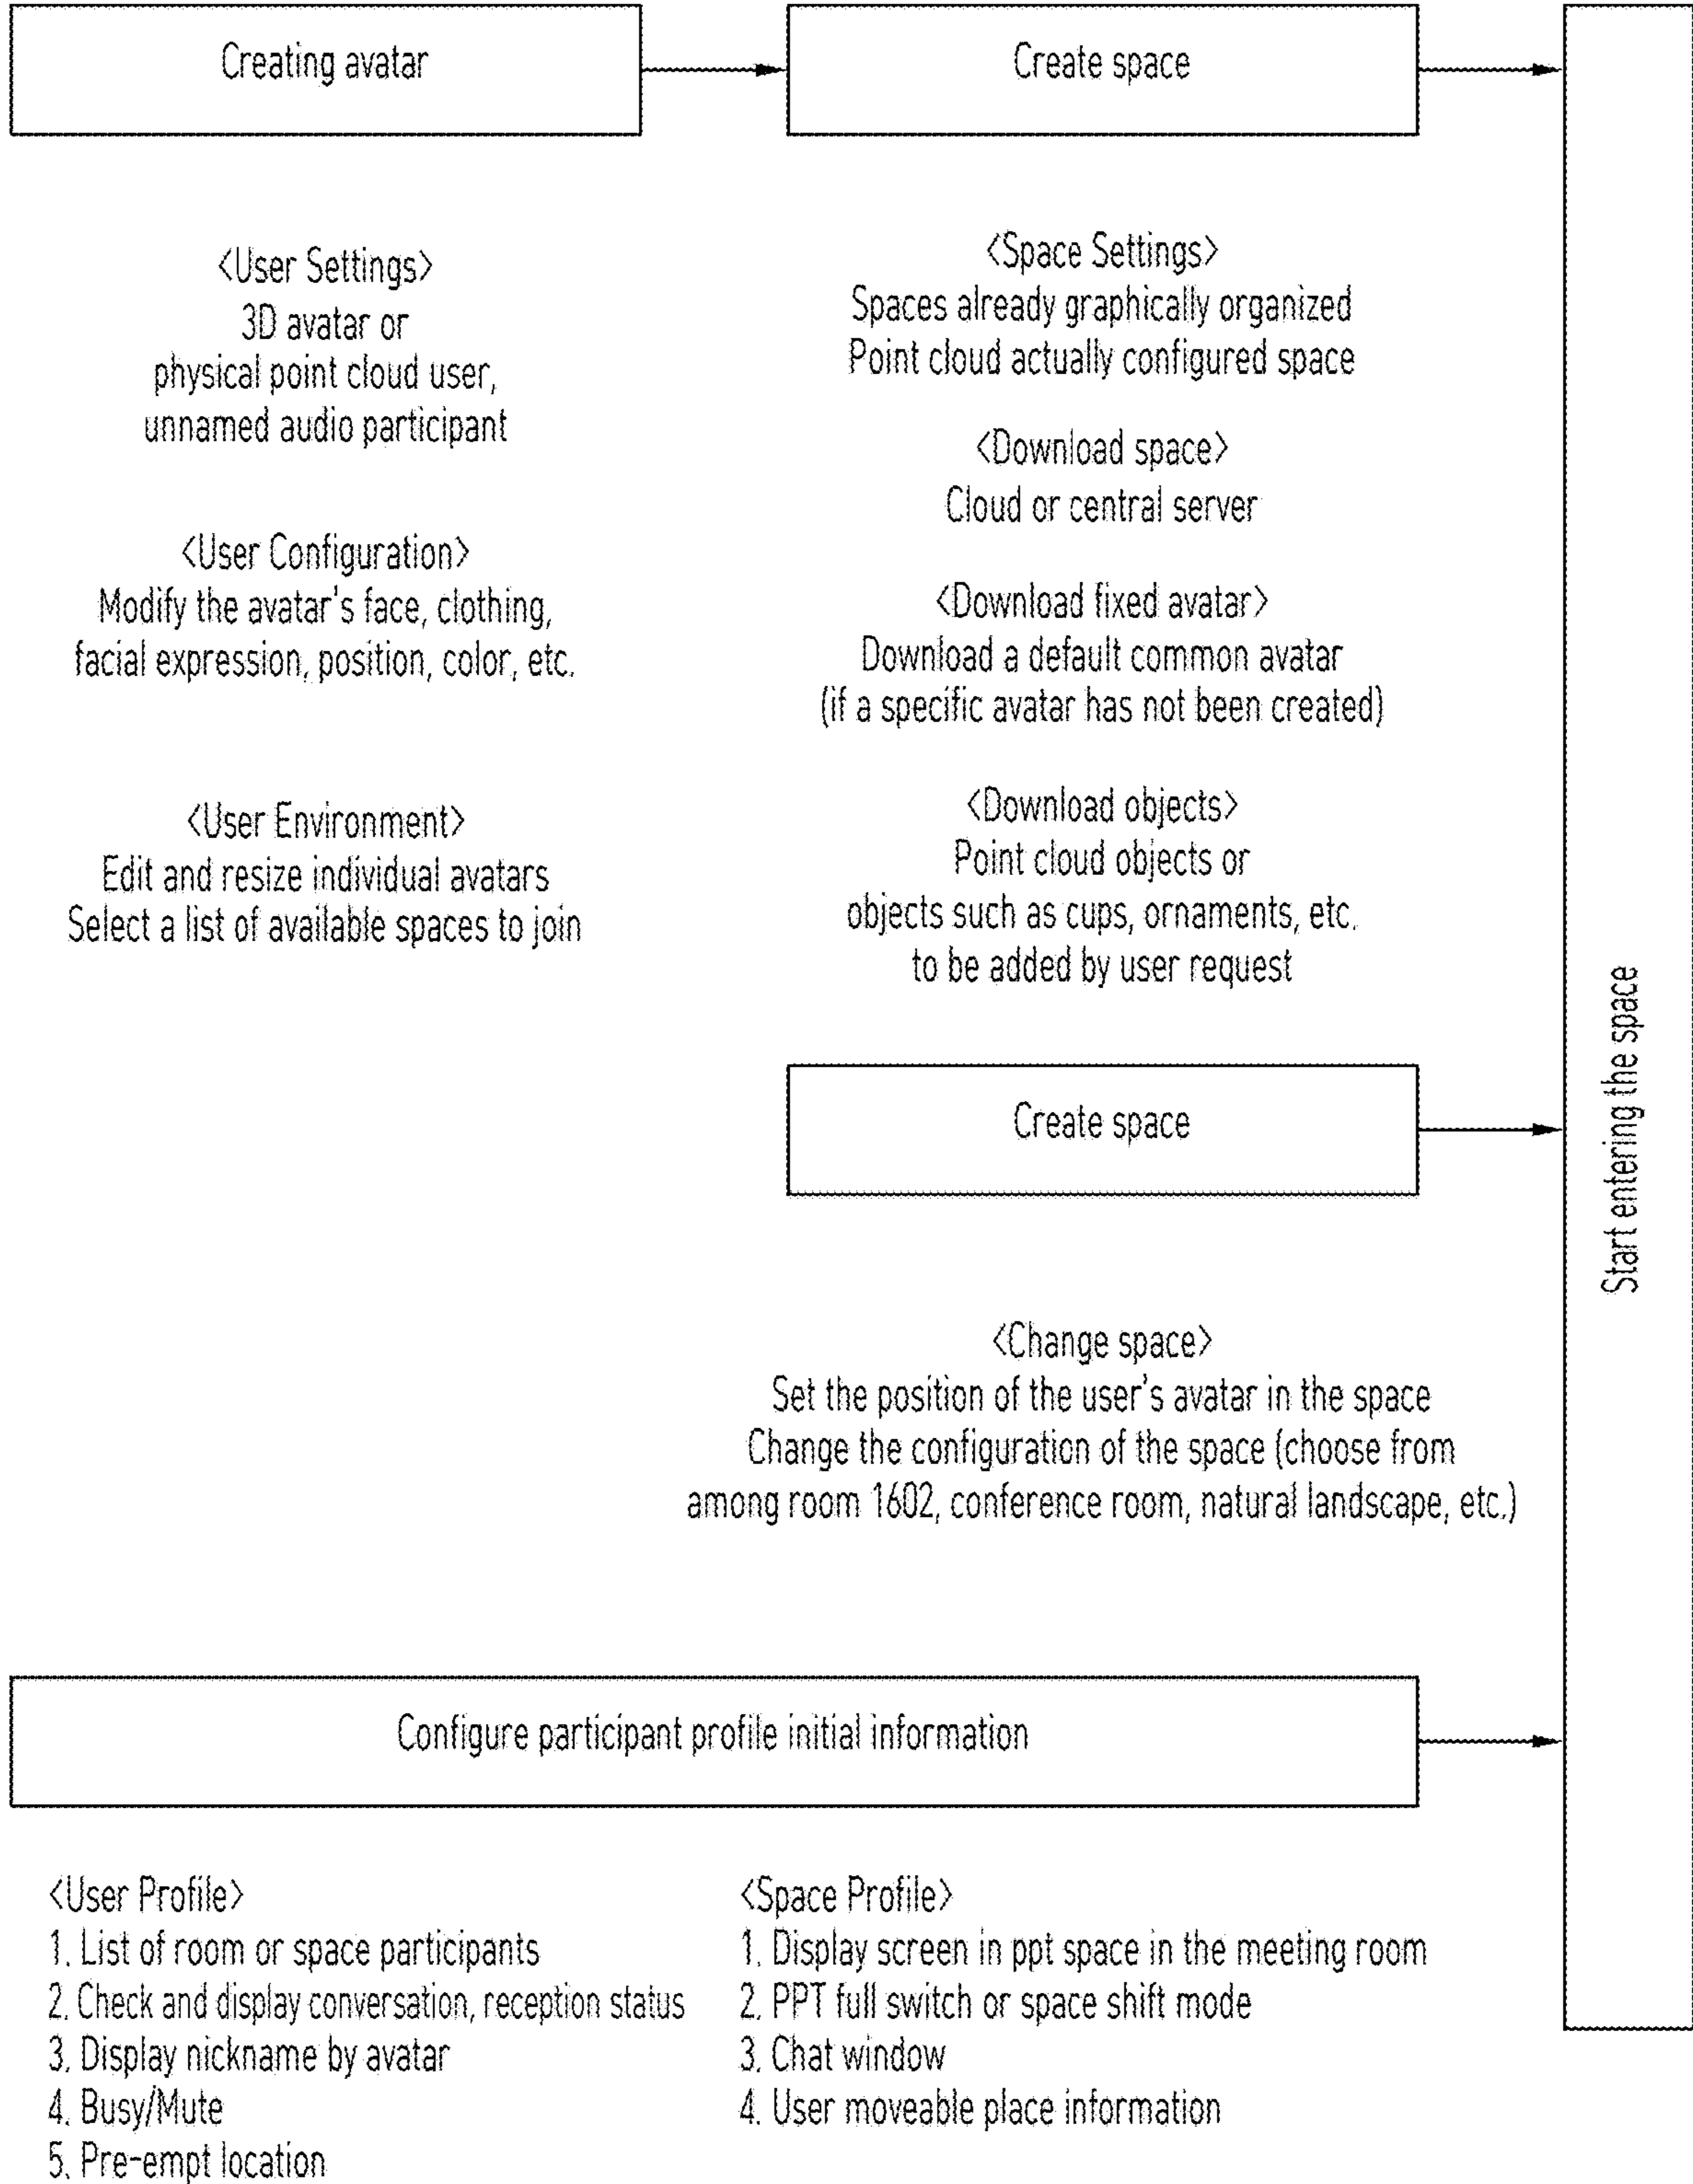 Creating avatar
Create space
<User Settings>
3D avatar or
physical point cloud user,
unnamed audio participant
<User Configuration>
Modify the avatar's face, clothing,
facial expression, position, color, etc.
<User Environment>
Edit and resize individual avatars
Select a list of available spaces to join
<Space Settings>
Spaces already graphically organized
Point cloud actually configured space
<Download space>
Cloud or central server
<Download fixed avatar>
Download a default common avatar
(if a specific avatar has not been created)
<Download objects>
Point cloud objects or
objects such as cups, ornaments, etc.
to be added by user request
Create space
<Change space>
Set the position of the user's avatar in the space
Change the configuration of the space (choose from
among room 1602, conference room, natural landscape, etc.)
Start entering the space
Configure participant profile initial information
<User Profile>
1. List of room or space participants
2. Check and display conversation, reception status
3. Display nickname by avatar
4. Busy/Mute
5. Pre-empt location
<Space Profile>
1. Display screen in ppt space in the meeting room
2. PPT full switch or space shift mode
3. Chat window
4. User moveable place information